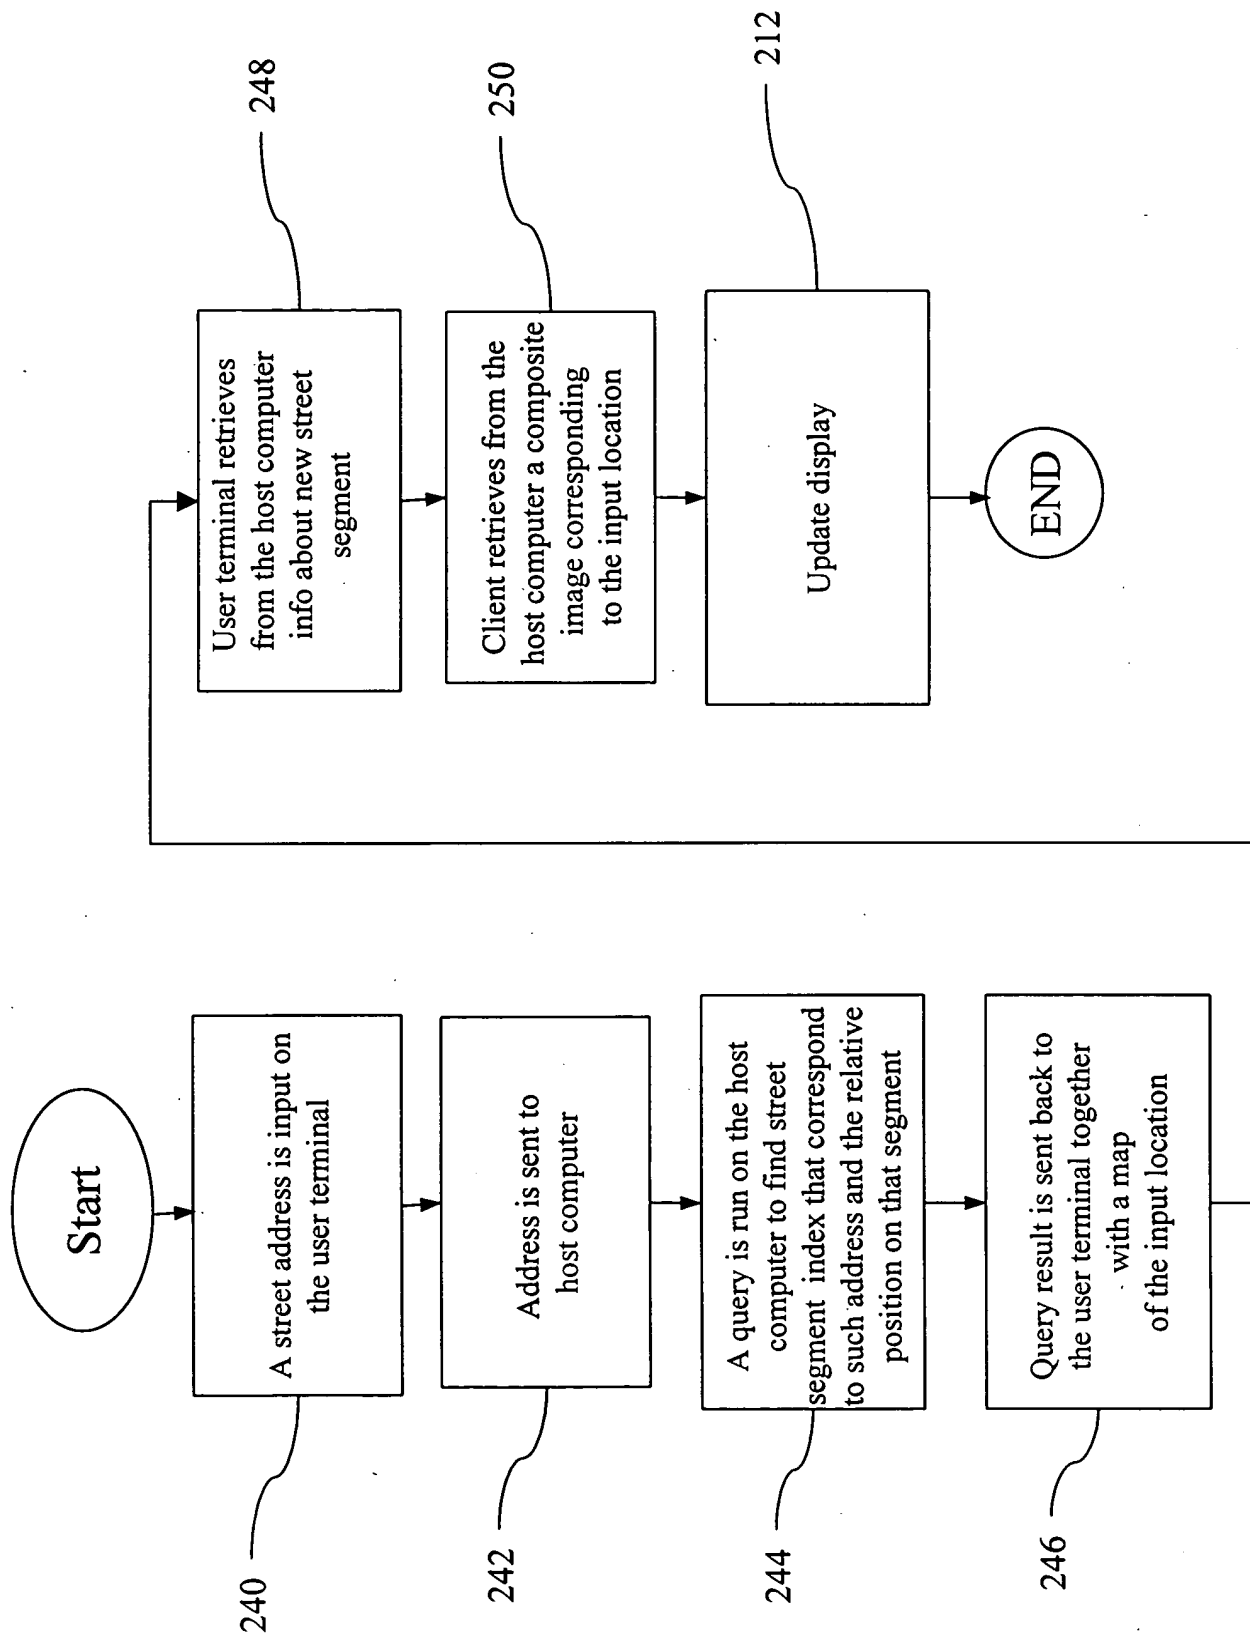 Start
A street address is input on
the user terminal
240
Address is sent to
host computer
242
A query is run on the host
computer to find street
segment index that correspond
to such address and the relative
position on that segment
244
Query result is sent back to
the user terminal together
with a map
of the input location
246
User terminal retrieves
from the host computer
info about new street
segment
248
Client retrieves from the
host computer a composite
image corresponding
to the input location
250
Update display
212
END